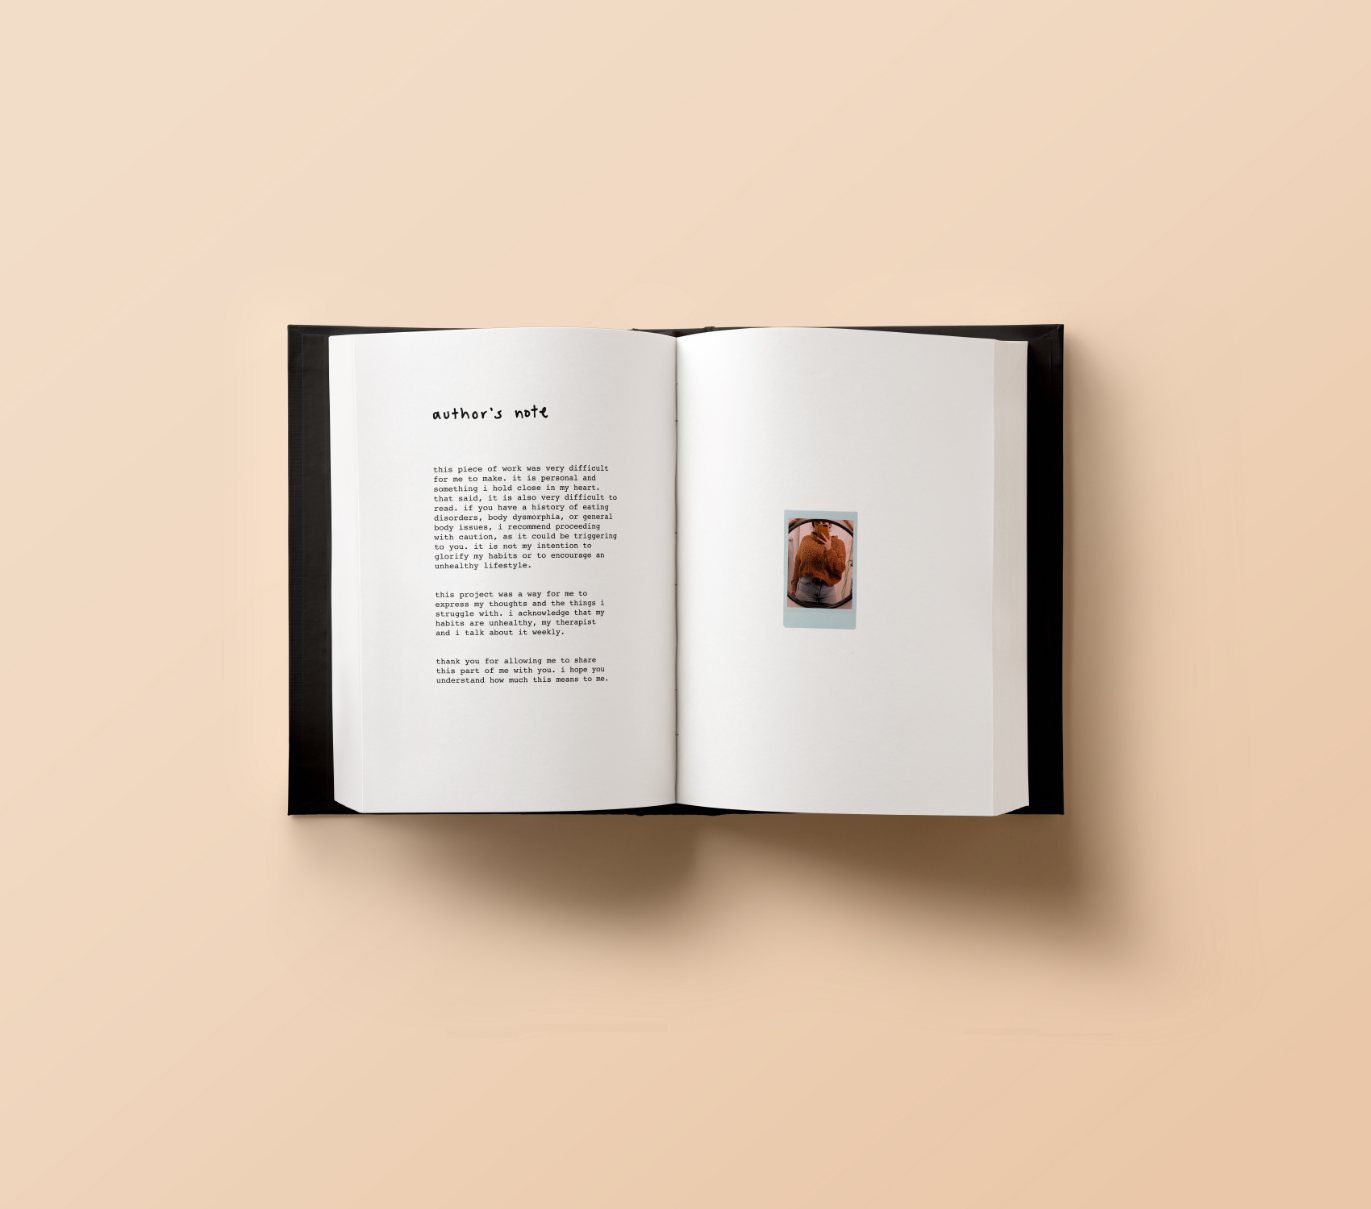 author's note
this piece of work was very difficult
for me to make. it is personal and
something i hold close in my heart.
that said, it is also very difficult to
read. if you have a history of eating
disorders, body dysmorphia, or general
body issues, i recommend proceeding
with caution, as it could be triggering
to you. it is not my intention to
glorify my habits or to encourage an
unhealthy lifestyle.
this project was a way for me to
express my thoughts and the things i
struggle with. i acknowledge that my
habits are unhealthy, my therapist
and i talk about it weekly.
thank you for allowing me to share
this part of me with you. i hope you
understand how much this means to me.